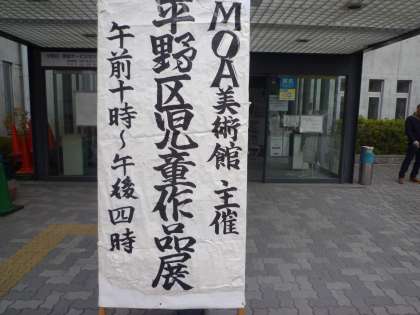 MOA美術館 主催
平野区児童作品展
午前十時～午後四時